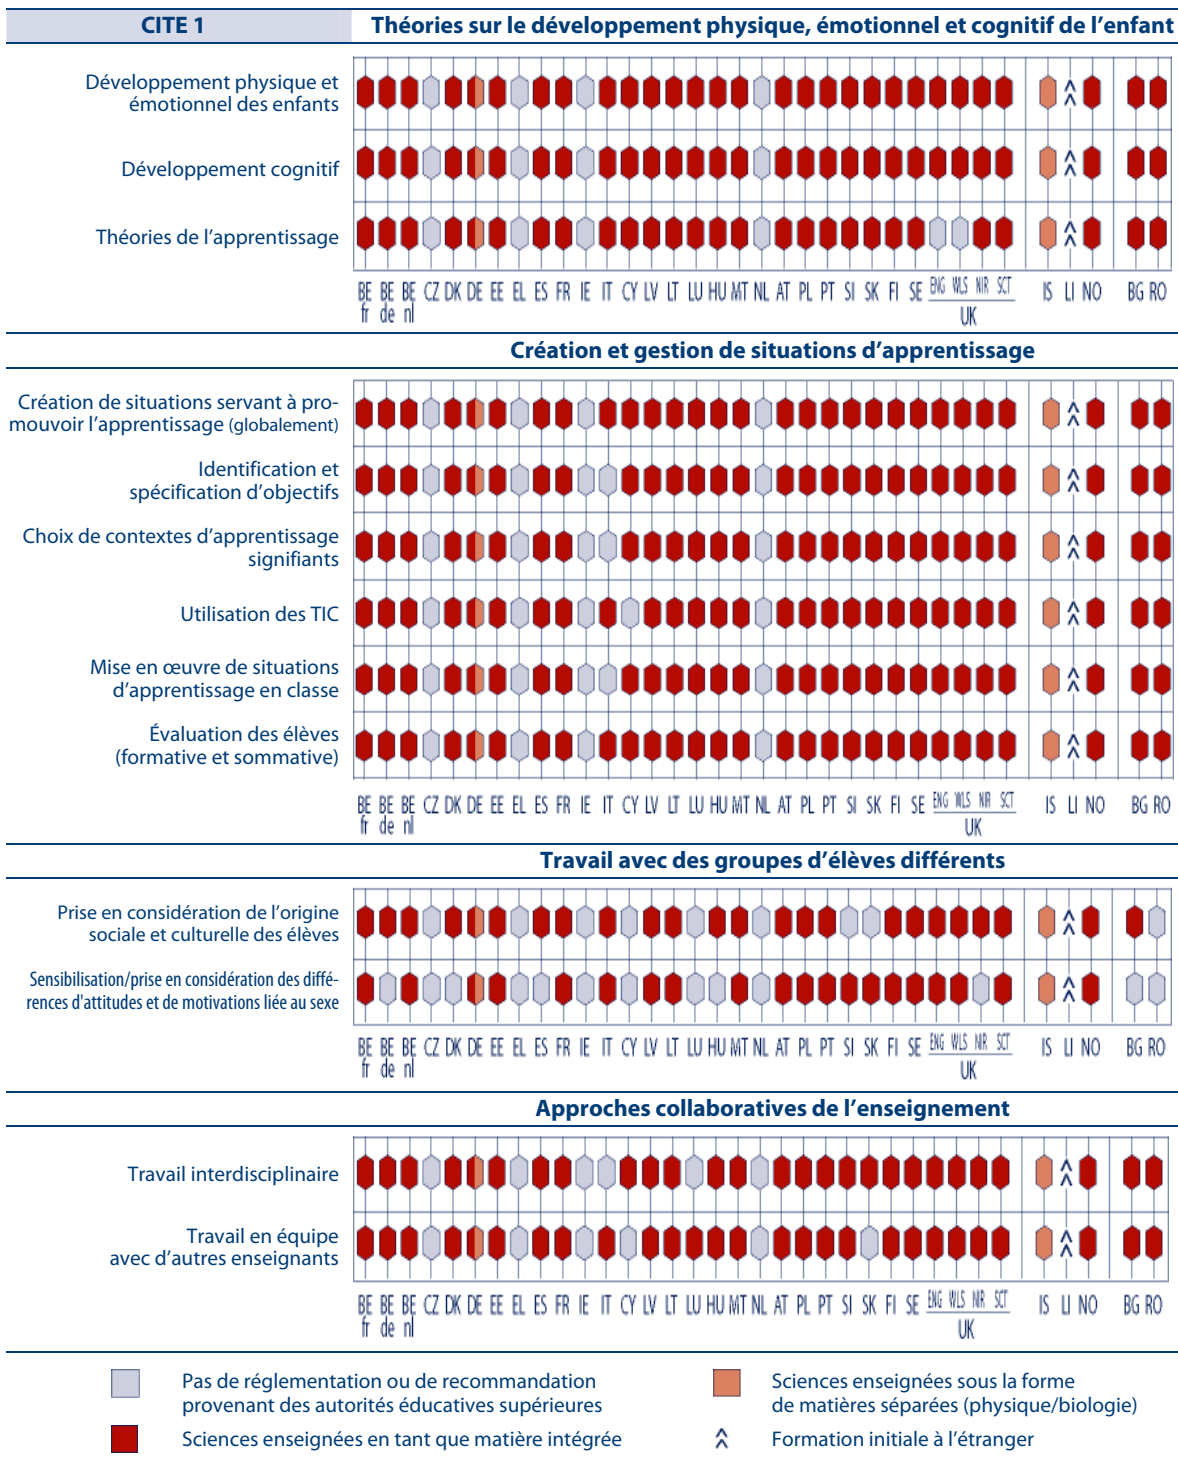 CITE 1 Théories sur le développement physique, émotionnel et cognitif de l’enfant
Développement physique et
émotionnel des enfants
Développement cognitif
Théories de l’apprentissage
BE BE BE CZ DK DE EE EL ES FR IE IT CY LV LT LU HU MT NL AT PL PT SI SK FI SE ENG WLS NIR SCT IS LI NO BG RO
fr de nl UK
Création et gestion de situations d’apprentissage
Création de situations servant à pro-
mouvoir l’apprentissage (globalement)
Identification et
spécification d’objectifs
Choix de contextes d’apprentissage
signifiants
Utilisation des TIC
Mise en œuvre de situations
d’apprentissage en classe
Évaluation des élèves
(formative et sommative)
BE BE BE CZ DK DE EE EL ES FR IE IT CY LV LT LU HU MT NL AT PL PT SI SK FI SE ENG WLS NIR SCT IS LI NO BG RO
fr de nl UK
Travail avec des groupes d’élèves différents
Prise en considération de l’origine
sociale et culturelle des élèves
Sensibilisation/prise en considération des diffé-
rences d'attitudes et de motivations liée au sexe
BE BE BE CZ DK DE EE EL ES FR IE IT CY LV LT LU HU MT NL AT PL PT SI SK FI SE ENG WLS NIR SCT IS LI NO BG RO
fr de nl UK
Approches collaboratives de l’enseignement
Travail interdisciplinaire
Travail en équipe
avec d’autres enseignants
BE BE BE CZ DK DE EE EL ES FR IE IT CY LV LT LU HU MT NL AT PL PT SI SK FI SE ENG WLS NIR SCT IS LI NO BG RO
fr de nl UK
Pas de réglementation ou de recommandation
provenant des autorités éducatives supérieures
Sciences enseignées sous la forme
de matières séparées (physique/biologie)
Sciences enseignées en tant que matière intégrée
Formation initiale à l’étranger